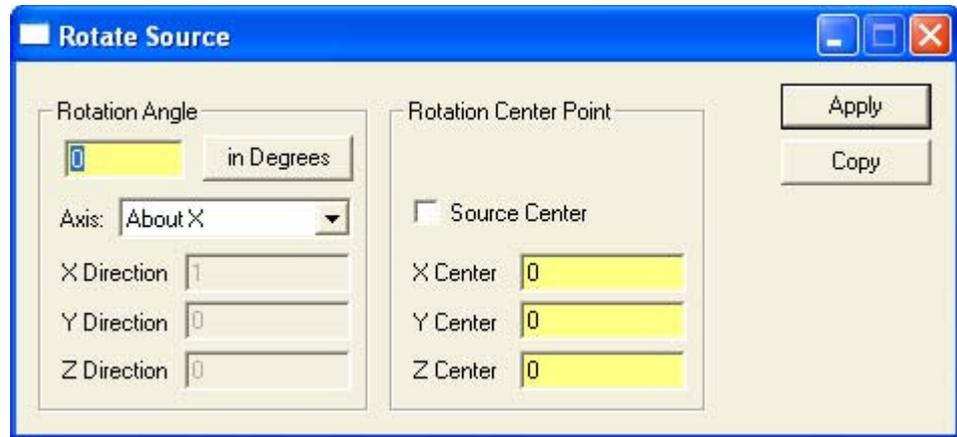 Rotate Source
Rotation Angle
0
in Degrees
Axis:
About X
X Direction
1
Y Direction
0
Z Direction
0
Rotation Center Point
Source Center
X Center
0
Y Center
0
Z Center
0
Apply
Copy